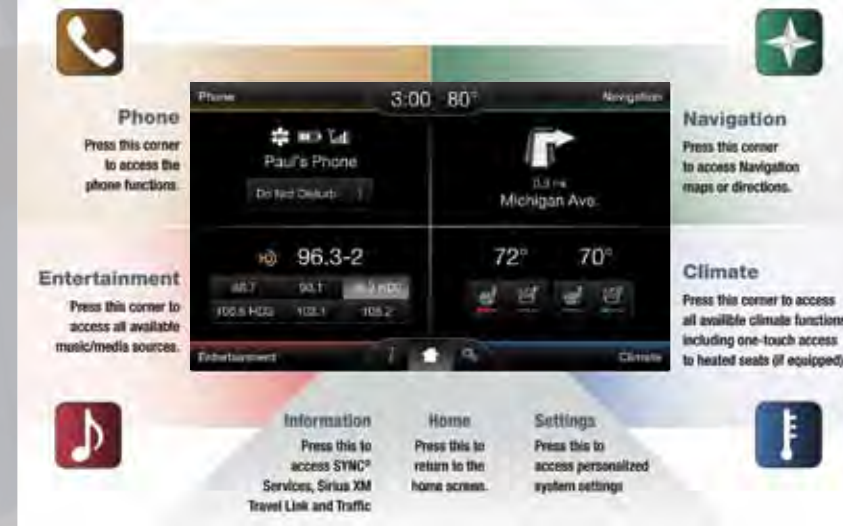 Phone
Press this corner
to access the
phone functions.
Entertainment
Press this corner to
access all available
music/media sources.
Phone
3:00 80°
Navigation
Paul's Phone
Do Not Disturb
Michigan Ave.
96.3-2
72° 70°
93.1
103.1
Entertainment
i
Climate
Navigation
Press this corner
to access Navigation
maps or directions.
Climate
Press this corner to access
all availible climate functions
including one-touch access
to heated seats (if equipped)
Information
Press this to
access SYNC®
Services, Sirius XM
Travel Link and Traffic
Home
Press this to
return to the
home screen.
Settings
Press this to
access personalized
system settings